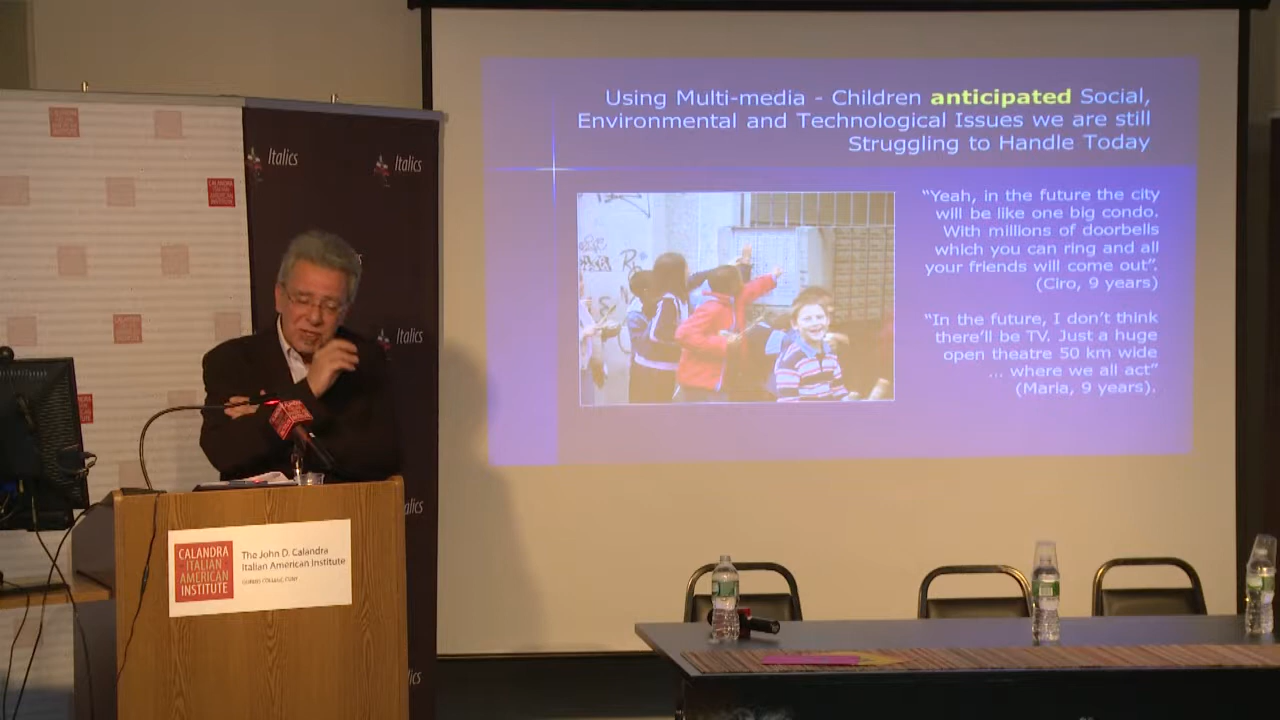 Using Multi-media - Children anticipated Social,
Environmental and Technological Issues we are still
Struggling to Handle Today
“Yeah, in the future the city
will be like one big condo.
With millions of doorbells
which you can ring and all
your friends will come out”.
(Ciro, 9 years)
“In the future, I don’t think
there’ll be TV. Just a huge
open theatre 50 km wide
... where we all act”
(Maria, 9 years).
Italics
Italics
Italics
Italics
CALANDRA
ITALIAN
AMERICAN
INSTITUTE
The John D. Calandra
Italian American Institute
QUEENS COLLEGE, CUNY